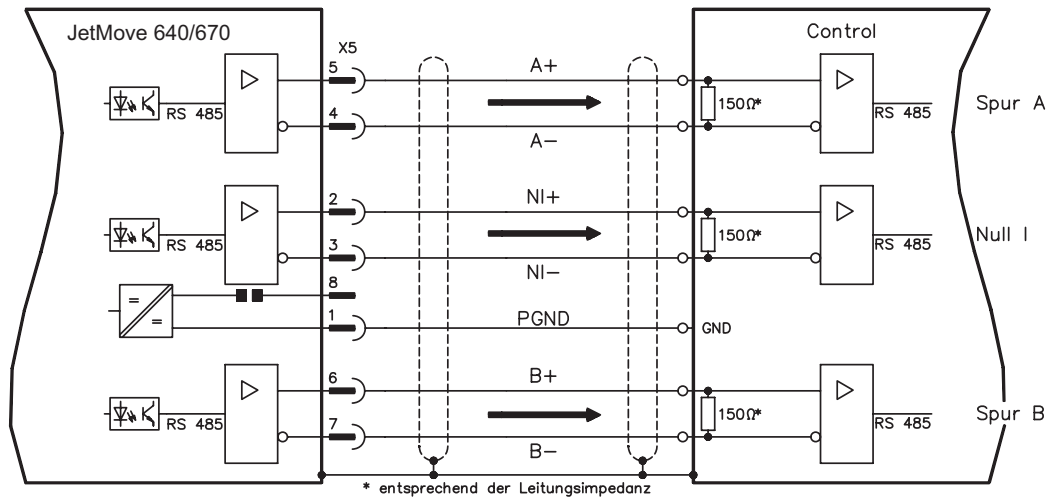 JetMove 640/670
Control
X5
5
A+
RS 485
150Ω*
RS 485
Spur A
4
A−
2
NI+
RS 485
150Ω*
RS 485
Null I
3
NI−
8
=
=
1
PGND
GND
6
B+
RS 485
150Ω*
RS 485
Spur B
7
B−
* entsprechend der Leitungsimpedanz